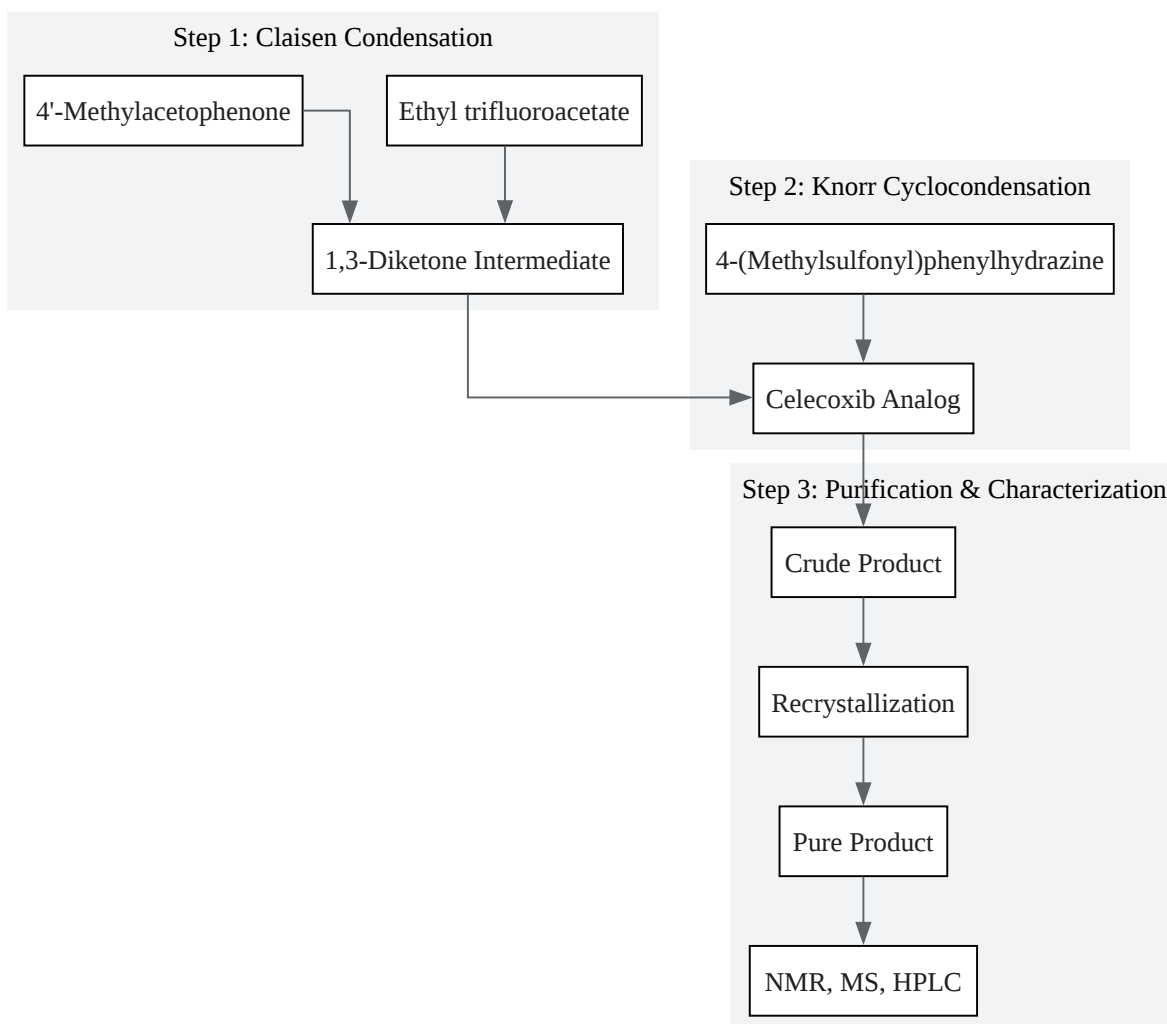 Step 1: Claisen Condensation
4'-Methylacetophenone
Ethyl trifluoroacetate
1,3-Diketone Intermediate
Step 2: Knorr Cyclocondensation
4-(Methylsulfonyl)phenylhydrazine
Celecoxib Analog
Step 3: Purification & Characterization
Crude Product
Recrystallization
Pure Product
NMR, MS, HPLC